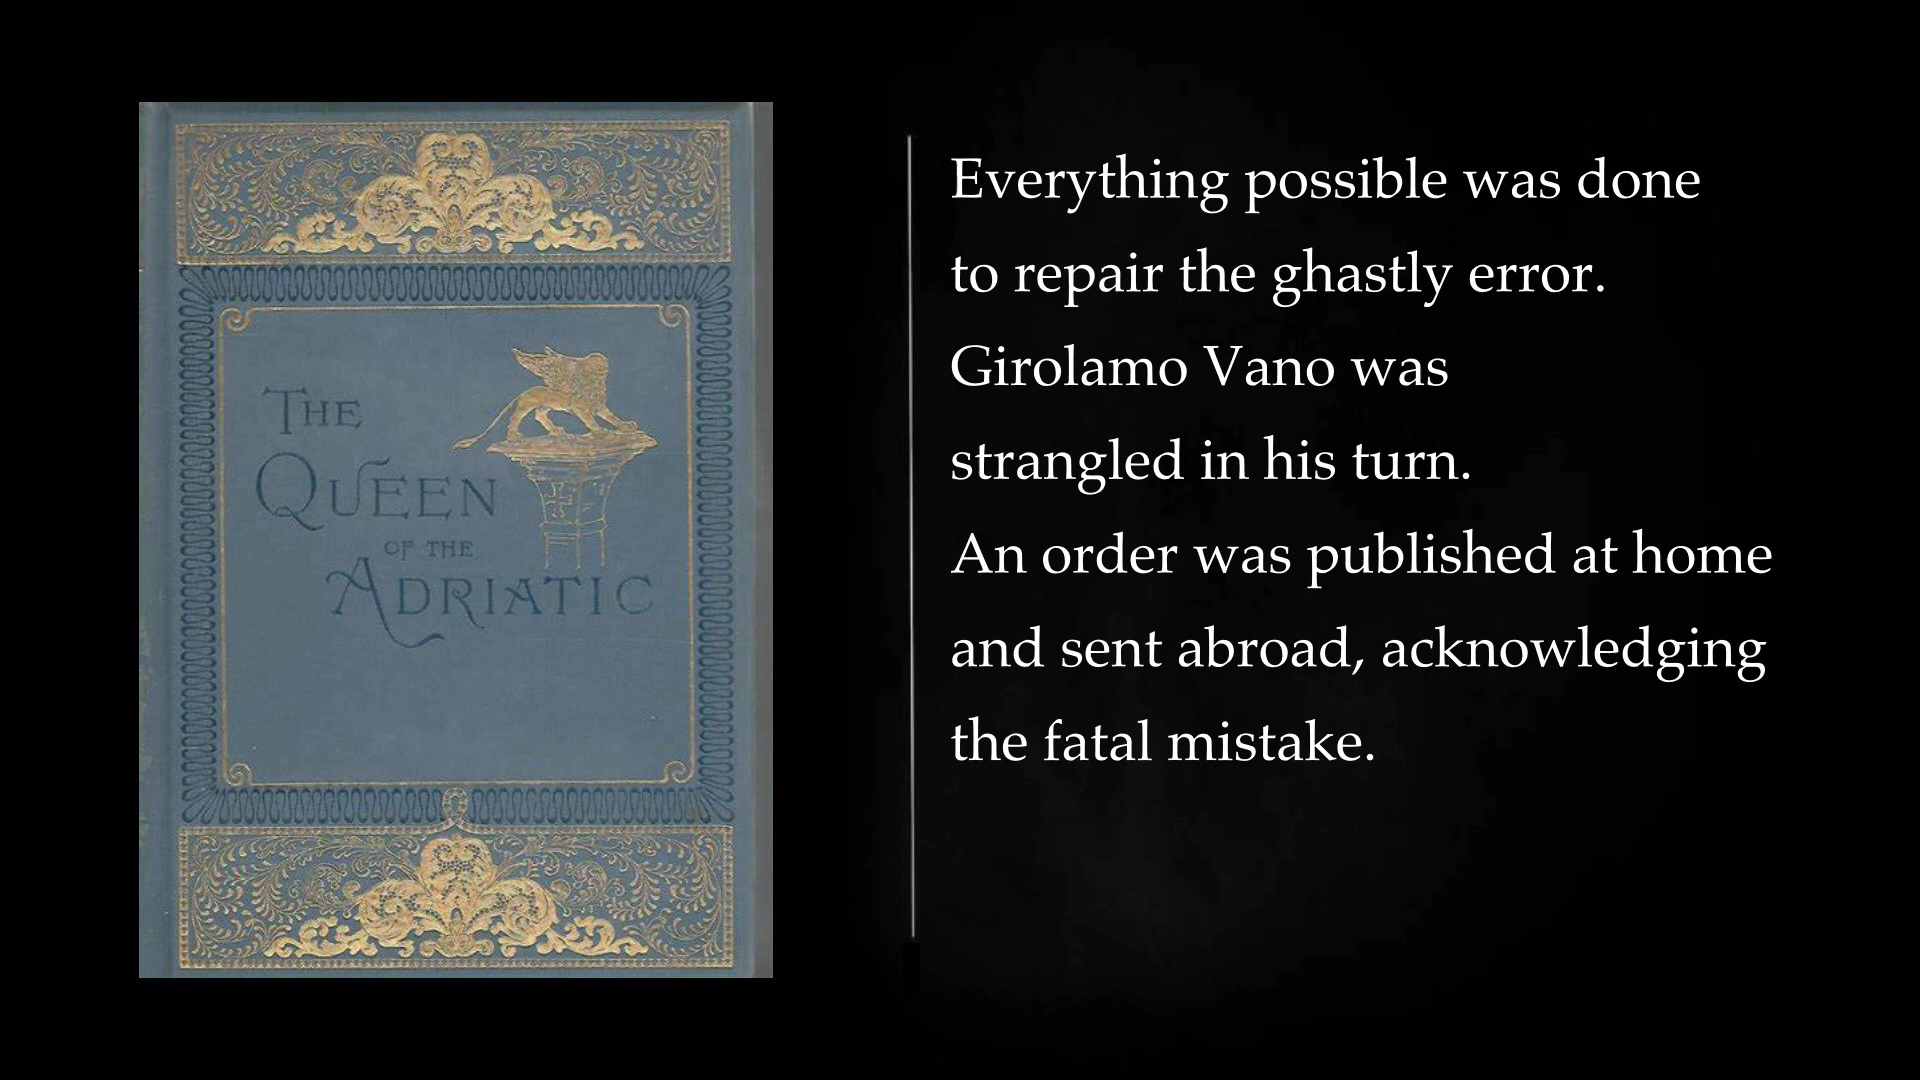 THE
QUEEN
OF THE
ADRIATIC
Everything possible was done
to repair the ghastly error.
Girolamo Vano was
strangled in his turn.
An order was published at home
and sent abroad, acknowledging
the fatal mistake.